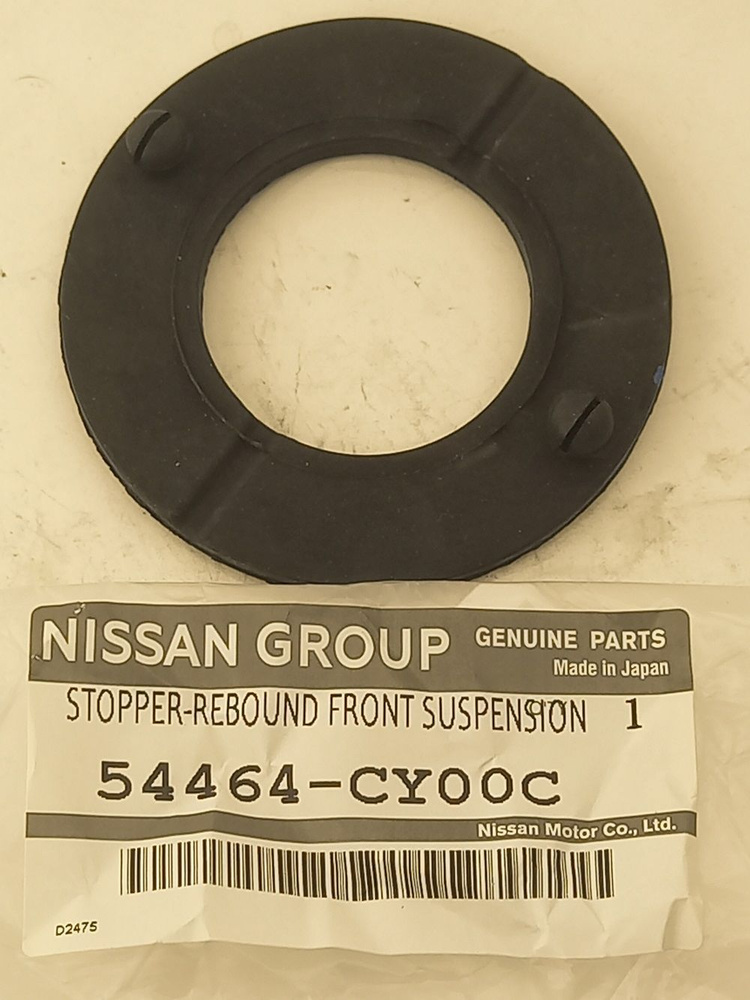 NISSAN GROUP GENUINE PARTS
Made in Japan
STOPPER-REBOUND FRONT SUSPENSION 1
54464-CY00C
Nissan Motor Co., Ltd.
D2475